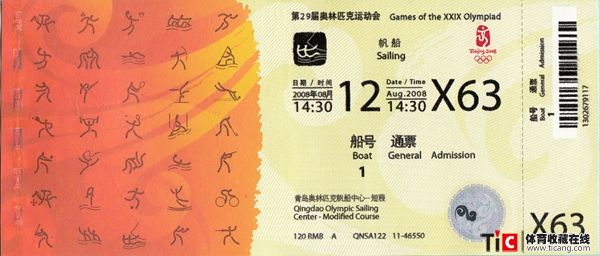 第29届奥林匹克运动会 Games of the XXIX Olympiad
帆船
Sailing
Beijing 2008
日期 / 时间
2008年08月
14:30
12
Date / Time
Aug.2008
14:30
X63
船号 通票
Boat General Admission
1
青岛奥林匹克帆船中心—短程
Qingdao Olympic Sailing
Center - Modified Course
120 RMB A QNSA122 11-46550
船号 通票
Boat General Admission
1
1302679117
X63
TiC 体育收藏在线
www.ticang.com